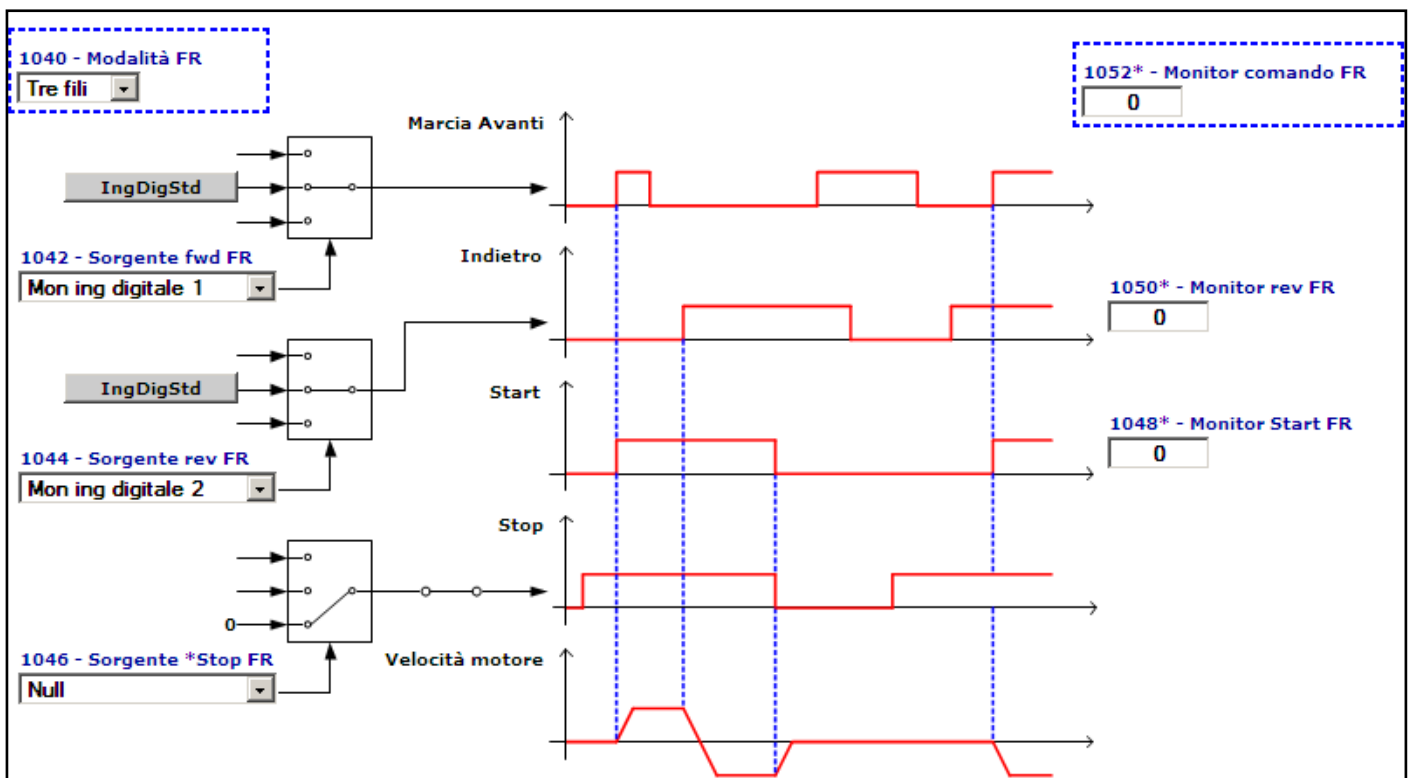 1040 - Modalità FR
Tre fili
1052* - Monitor comando FR
0
Marcia Avanti
IngDigStd
1042 - Sorgente fwd FR
Mon ing digitale 1
Indietro
1050* - Monitor rev FR
0
IngDigStd
Start
1048* - Monitor Start FR
0
1044 - Sorgente rev FR
Mon ing digitale 2
Stop
0
1046 - Sorgente *Stop FR
Null
Velocità motore